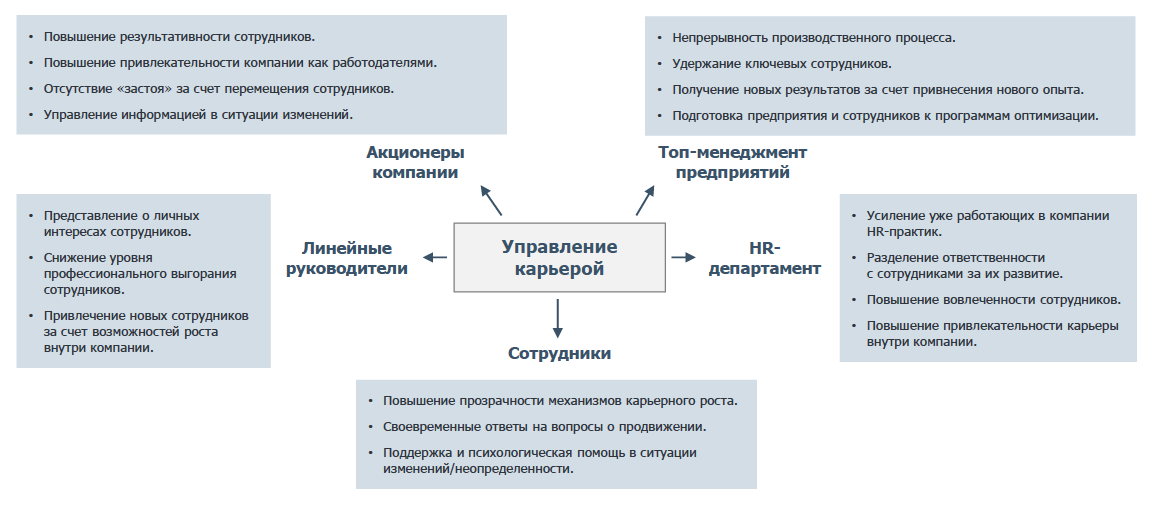 • Повышение результативности сотрудников.
• Повышение привлекательности компании как работодателями.
• Отсутствие «застоя» за счет перемещения сотрудников.
• Управление информацией в ситуации изменений.
• Непрерывность производственного процесса.
• Удержание ключевых сотрудников.
• Получение новых результатов за счет привнесения нового опыта.
• Подготовка предприятия и сотрудников к программам оптимизации.
Акционеры
компании
Топ-менеджмент
предприятий
• Представление о личных
интересах сотрудников.
• Снижение уровня
профессионального выгорания
сотрудников.
• Привлечение новых сотрудников
за счет возможностей роста
внутри компании.
Линейные
руководители
Управление
карьерой
HR-
департамент
• Усиление уже работающих в компании
HR-практик.
• Разделение ответственности
с сотрудниками за их развитие.
• Повышение вовлеченности сотрудников.
• Повышение привлекательности карьеры
внутри компании.
Сотрудники
• Повышение прозрачности механизмов карьерного роста.
• Своевременные ответы на вопросы о продвижении.
• Поддержка и психологическая помощь в ситуации
изменений/неопределенности.